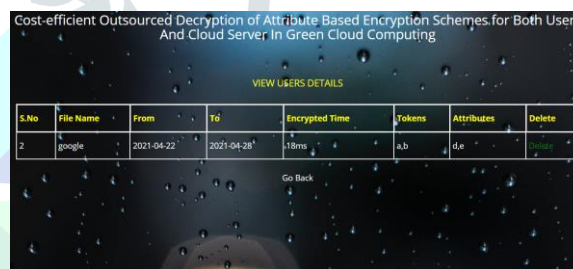 Cost-efficient Outsourced Decryption of Attribute Based Encryption Schemes for Both User
And Cloud Server In Green Cloud Computing
VIEW USERS DETAILS
S.No File Name From To Encrypted Time Tokens Attributes Delete
2 google 2021-04-22 2021-04-28 18ms a,b d,e Delete
Go Back